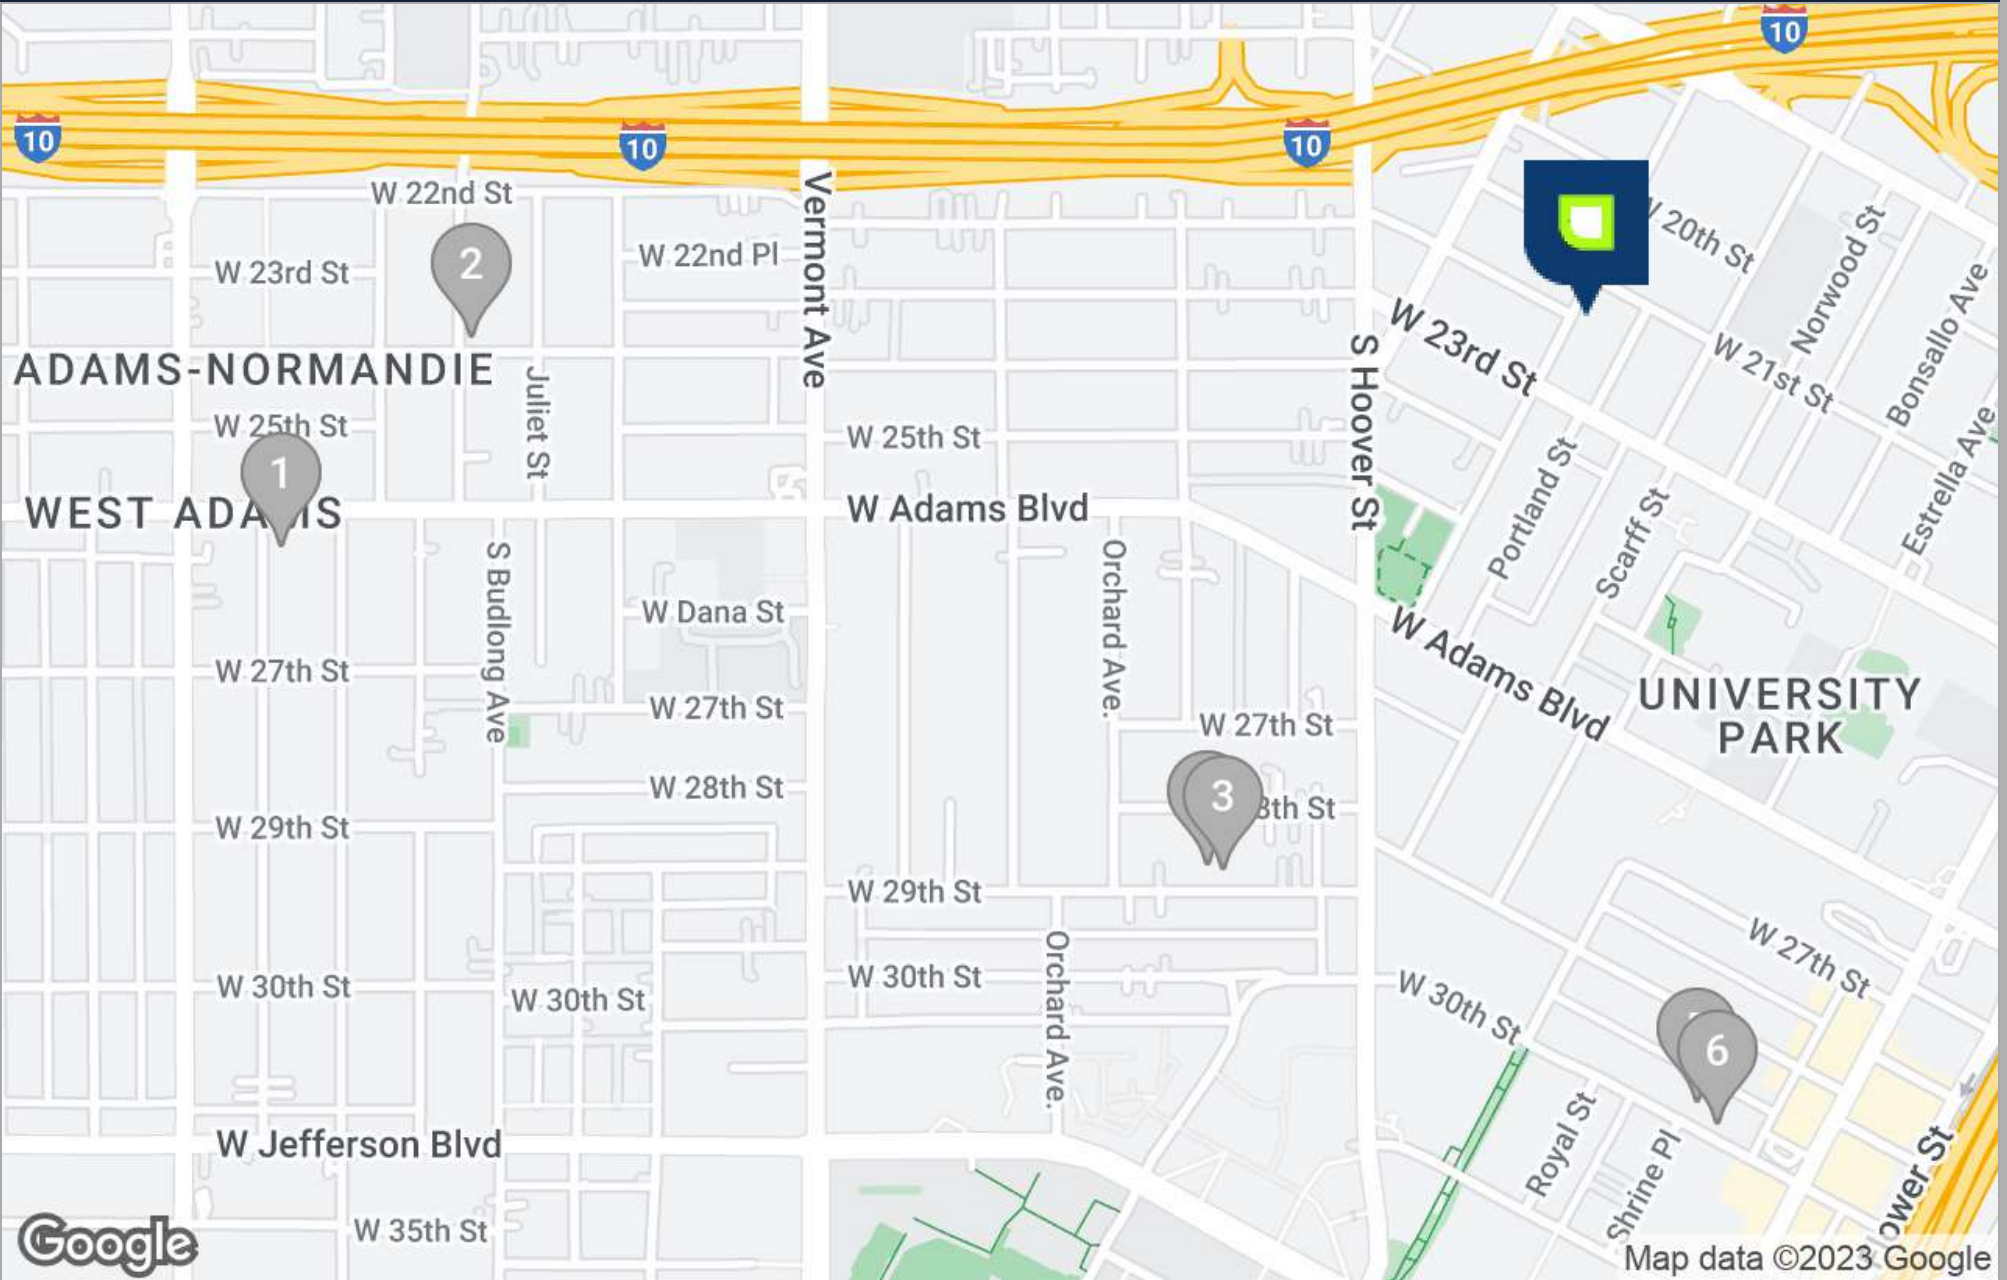 10
10
10
10
W 22nd St
Vermont Ave
W 20th St
Norwood St
W 22nd Pl
W 23rd St
2
Bonsallo Ave
W 23rd St
S Hoover St
W 21st St
ADAMS-NORMANDIE
Juliet St
W 25th St
W 25th St
Estrella Ave
1
Portland St
Scarff St
WEST ADAMS
W Adams Blvd
S Budlong Ave
Orchard Ave.
W Dana St
W Adams Blvd
W 27th St
UNIVERSITY
PARK
W 27th St
W 27th St
W 28th St
3
8th St
W 29th St
W 29th St
W 27th St
Orchard Ave.
W 30th St
W 30th St
W 30th St
W 30th St
6
Royal St
Shrine Pl
W Jefferson Blvd
ower St
W 35th St
Google
Map data ©2023 Google